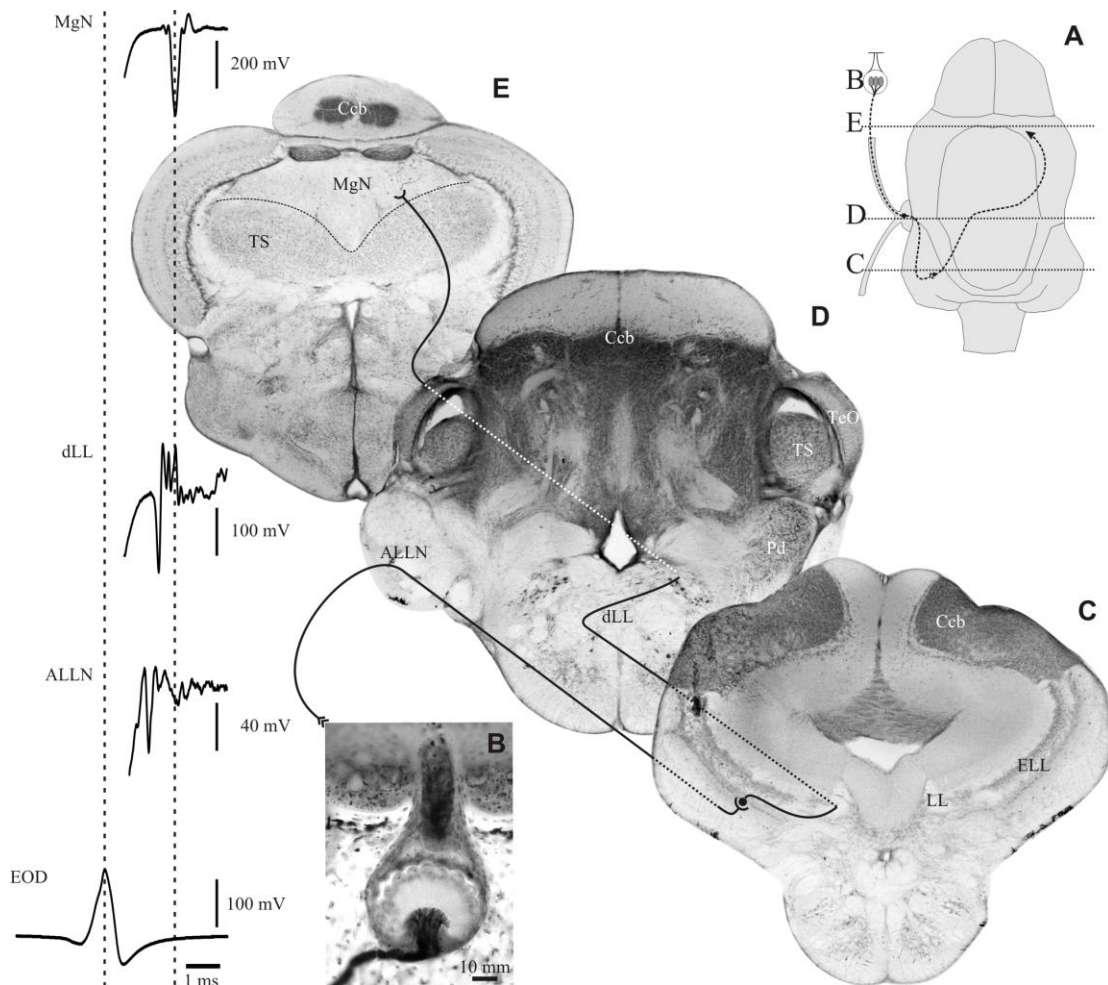 MgN
200 mV
dLL
100 mV
ALLN
40 mV
EOD
100 mV
1 ms
A
B
E
D
C
E
Ccb
MgN
TS
D
Ccb
TeO
TS
Pd
ALLN
dLL
C
Ccb
ELL
LL
B
10 mm